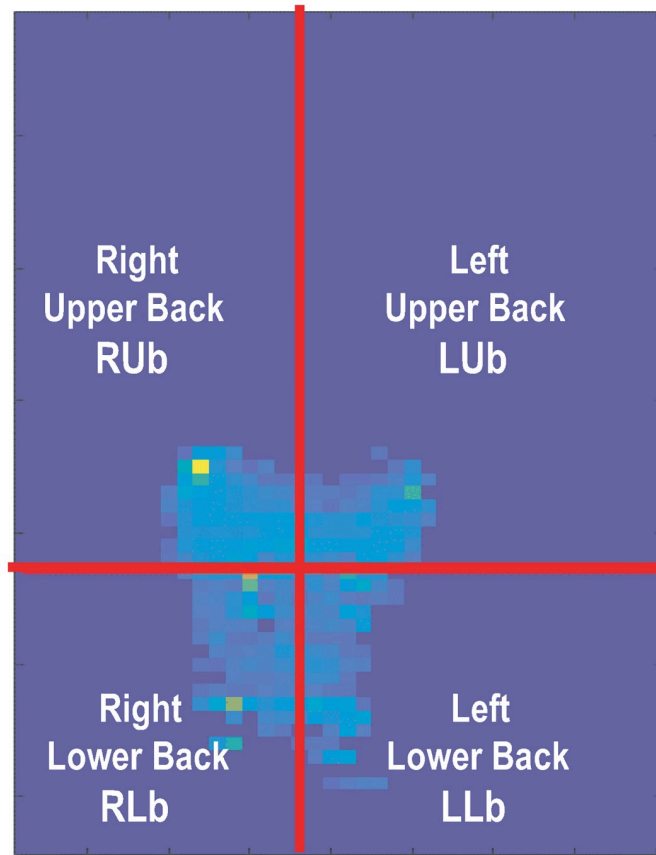 Right
Upper Back
RUb
Left
Upper Back
LUb
Right
Lower Back
RLb
Left
Lower Back
LLb